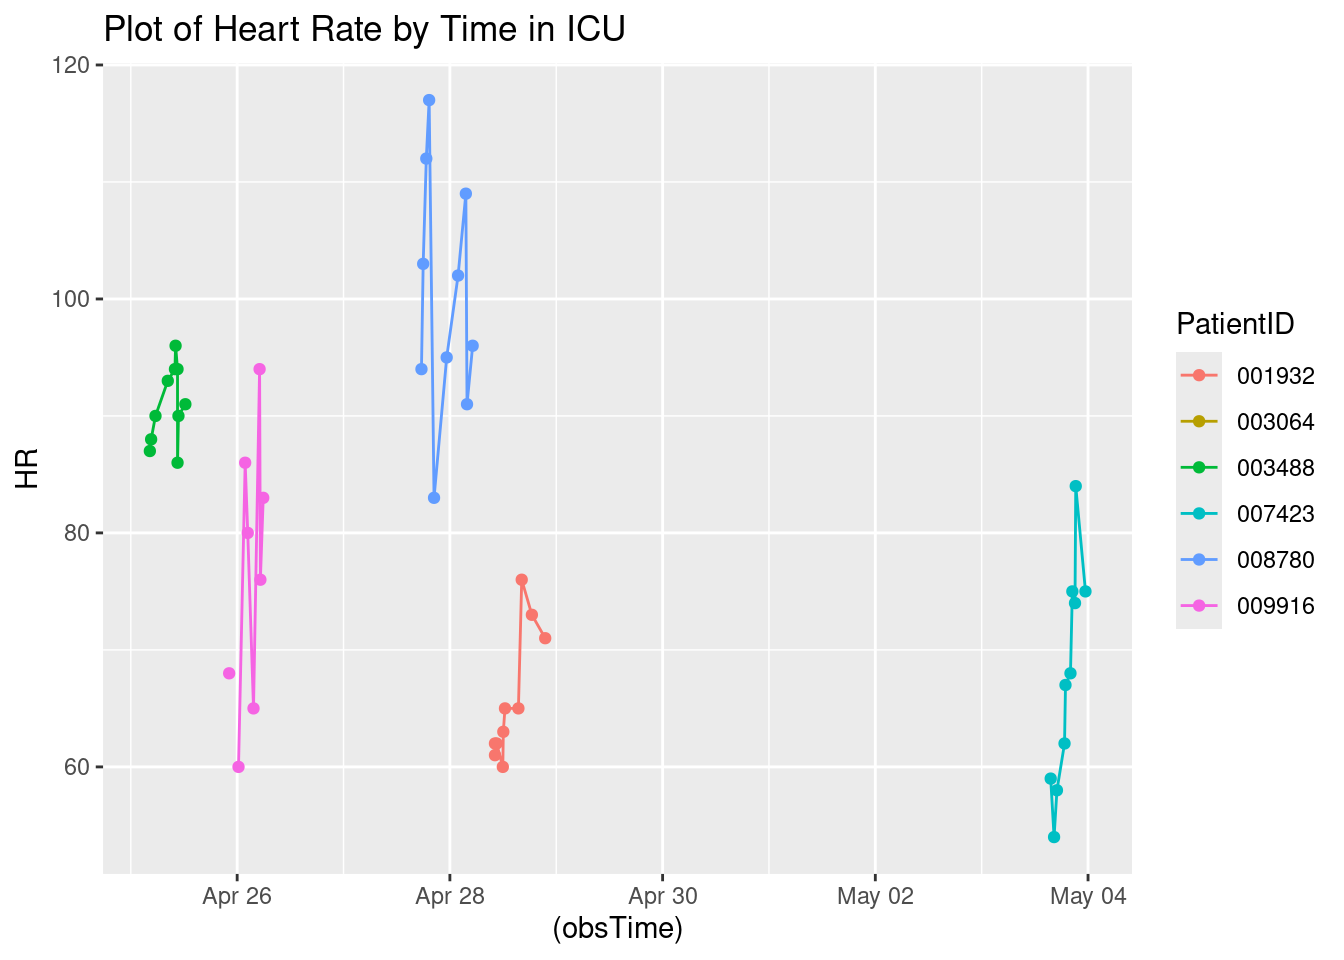 Plot of Heart Rate by Time in ICU
120
100
80
60
HR
Apr 26
Apr 28
Apr 30
May 02
May 04
(obsTime)
PatientID
001932
003064
003488
007423
008780
009916